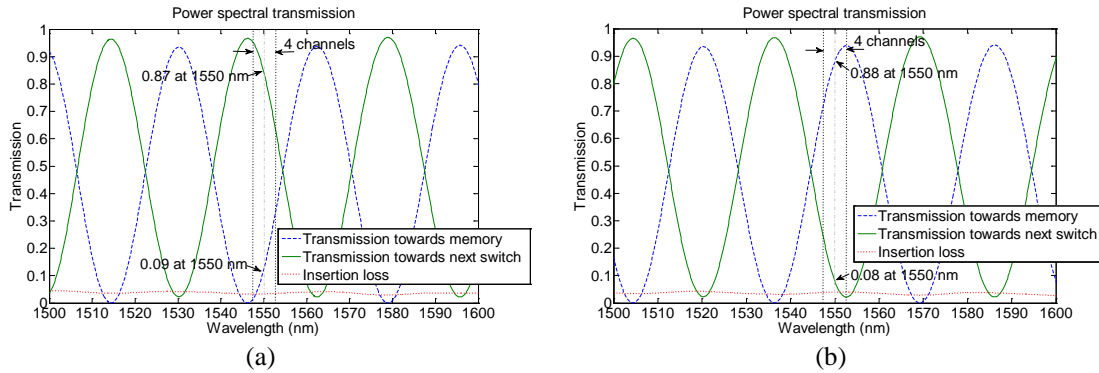 Power spectral transmission
1
0.9
0.8
0.7
0.6
0.5
0.4
0.3
0.2
0.1
0
Transmission
4 channels
0.87 at 1550 nm
0.09 at 1550 nm
Transmission towards memory
Transmission towards next switch
Insertion loss
1500 1510 1520 1530 1540 1550 1560 1570 1580 1590 1600
Wavelength (nm)
(a)
Power spectral transmission
1
0.9
0.8
0.7
0.6
0.5
0.4
0.3
0.2
0.1
0
Transmission
4 channels
0.88 at 1550 nm
Transmission towards memory
Transmission towards next switch
Insertion loss
0.08 at 1550 nm
1500 1510 1520 1530 1540 1550 1560 1570 1580 1590 1600
Wavelength (nm)
(b)